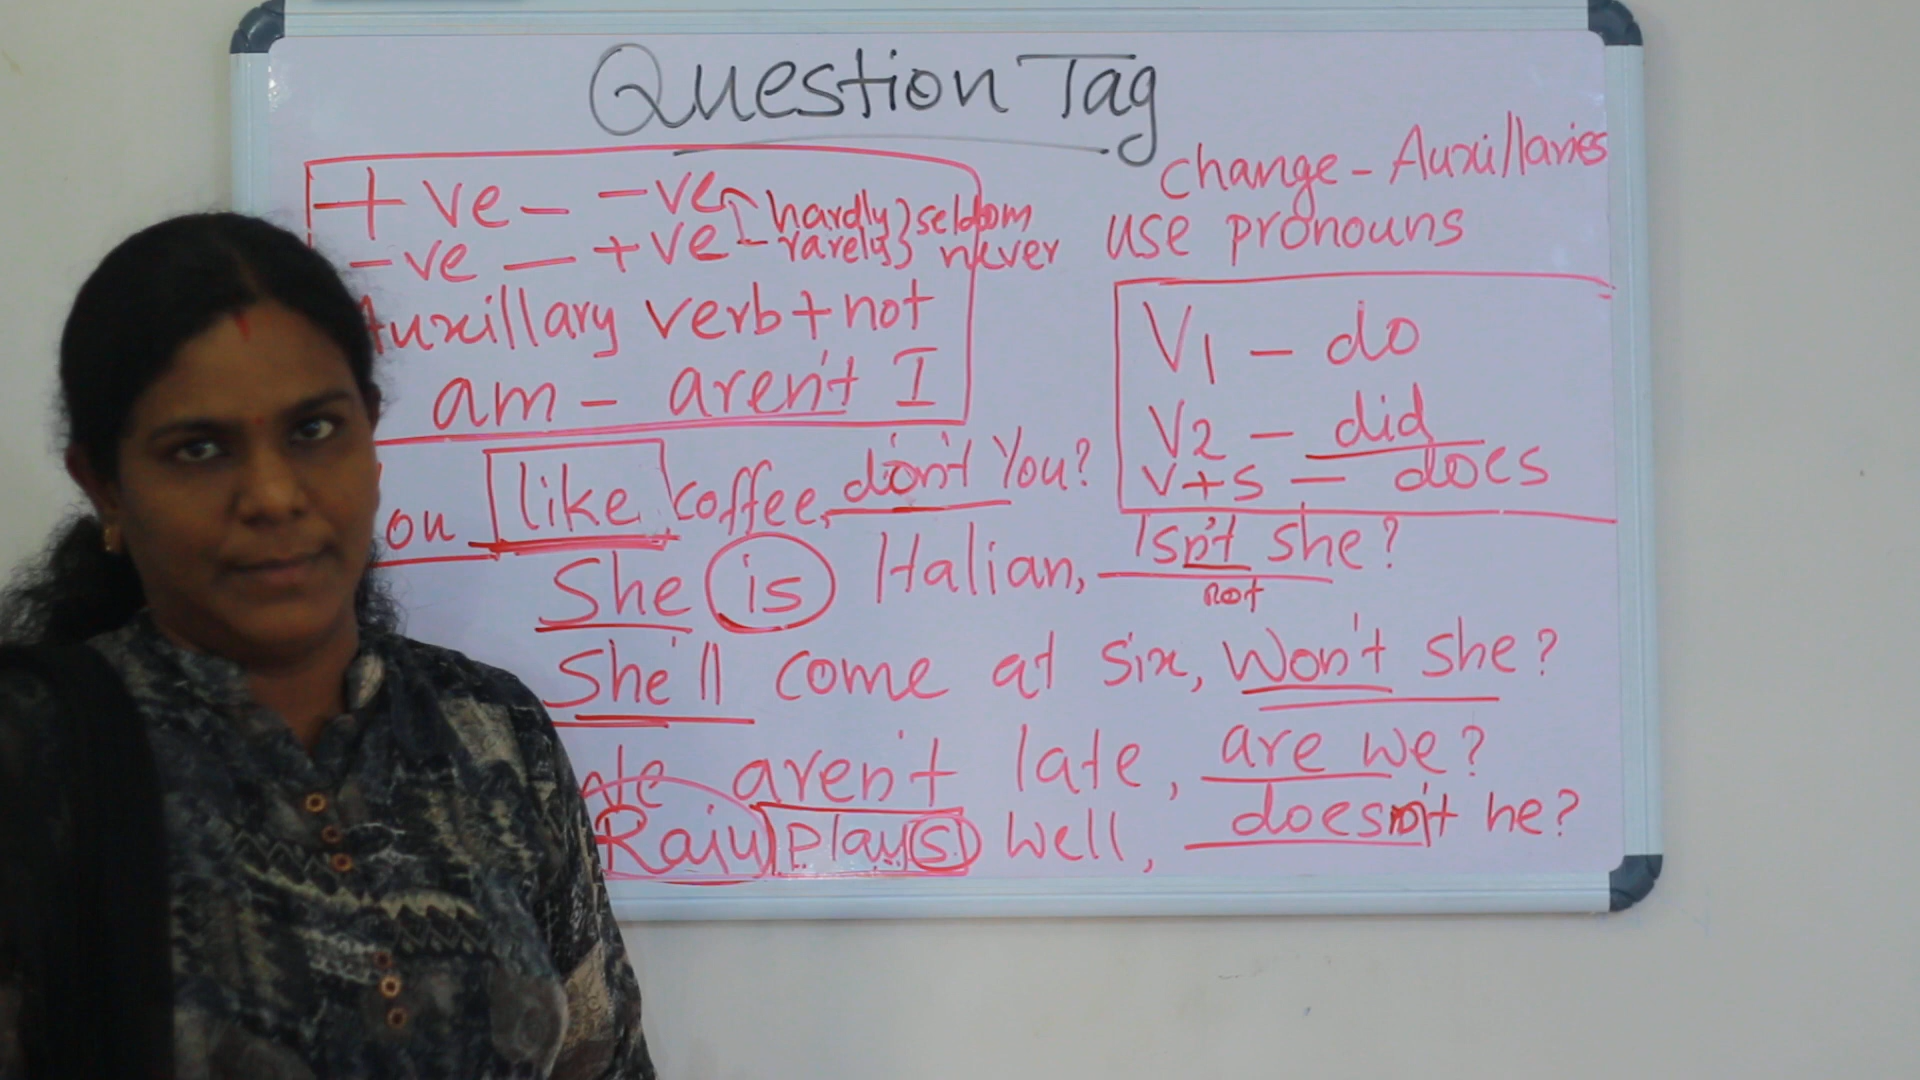 Question Tag
+ve — -ve hardly } seldom
-ve — +ve - rarely } never
change - Auxillaries
use pronouns
Auxillary verb + not
am - aren't I
V1 - do
V2 - did
V+S - does
ou like coffee, don't You?
She is Italian, Isn't she?
not
She'll come at six, Won't she?
We aren't late, are we?
Raju plays well, doesn't he?